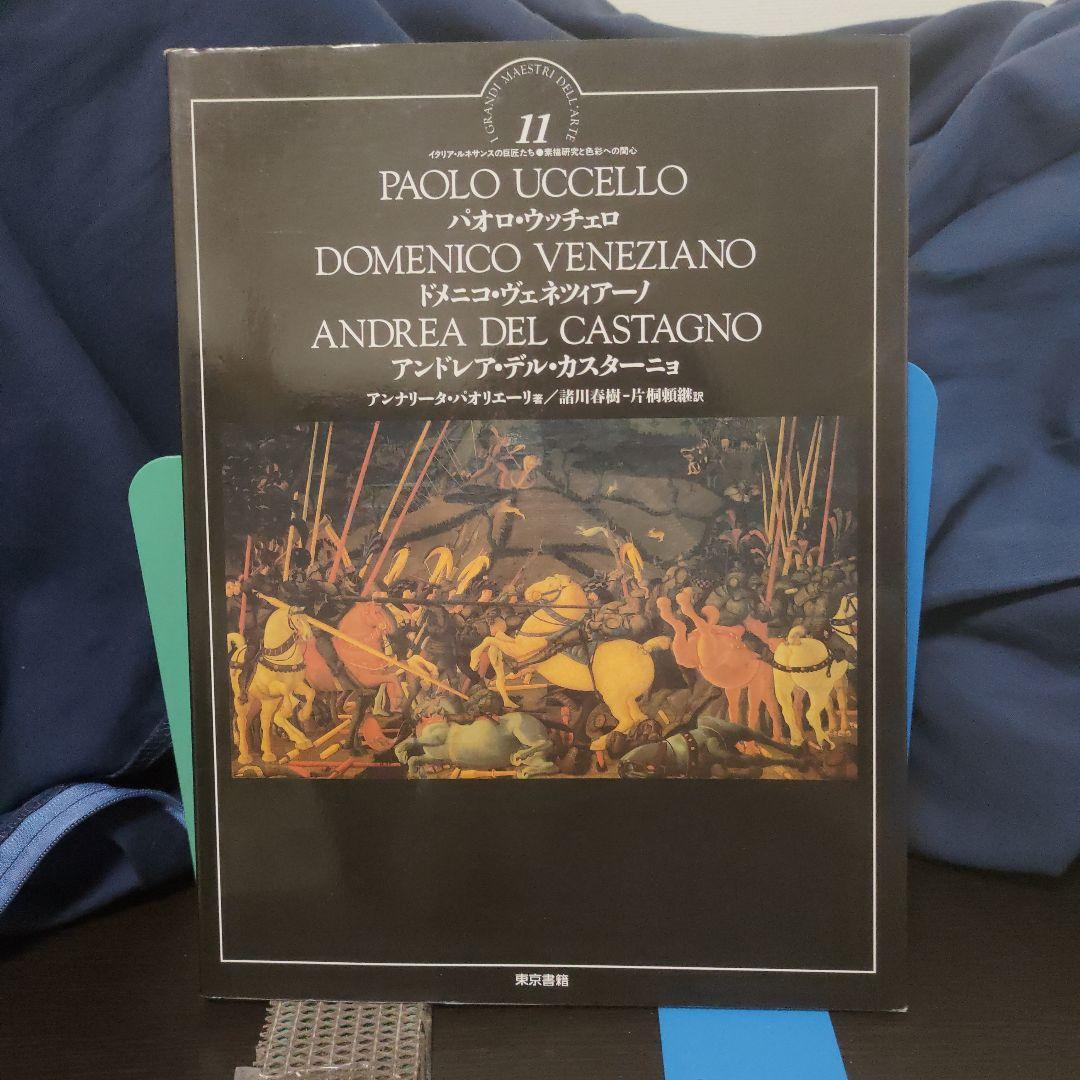 I GRANDI MAESTRI DELL'ARTE
11
イタリア・ルネサンスの巨匠たち●素描研究と色彩への関心
PAOLO UCCELLO
パオロ・ウッチェロ
DOMENICO VENEZIANO
ドメニコ・ヴェネツィアーノ
ANDREA DEL CASTAGNO
アンドレア・デル・カスターニョ
アンナリータ・パオリエーリ著／諸川春樹-片桐頼継訳
東京書籍